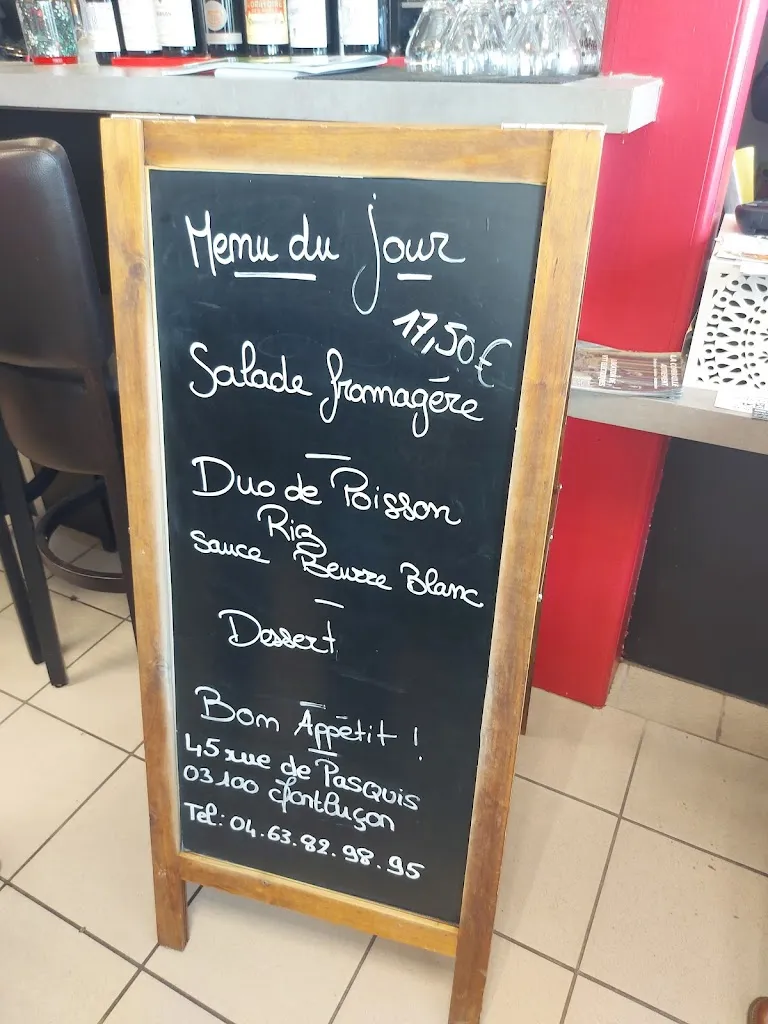 Menu du jour
17,50€
Salade fromagère
Duo de Poisson
Riz
sauce Beurre Blanc
Dessert
Bon Appétit !
45 rue de Pasquis
03100 Montluçon
Tel: 04.63.82.98.95